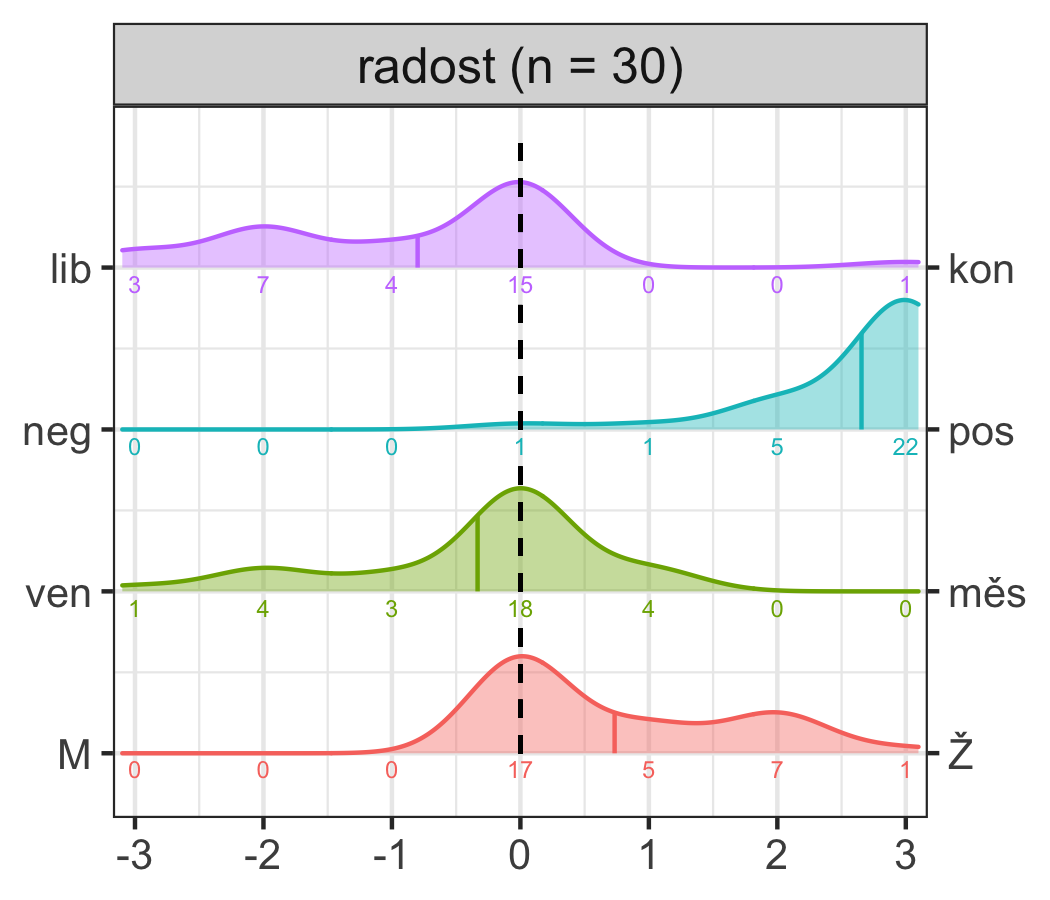 radost (n = 30)
lib kon
3 7 4 15 0 0 1
neg pos
0 0 0 1 1 5 22
ven měs
1 4 3 18 4 0 0
M Ž
0 0 0 17 5 7 1
-3 -2 -1 0 1 2 3